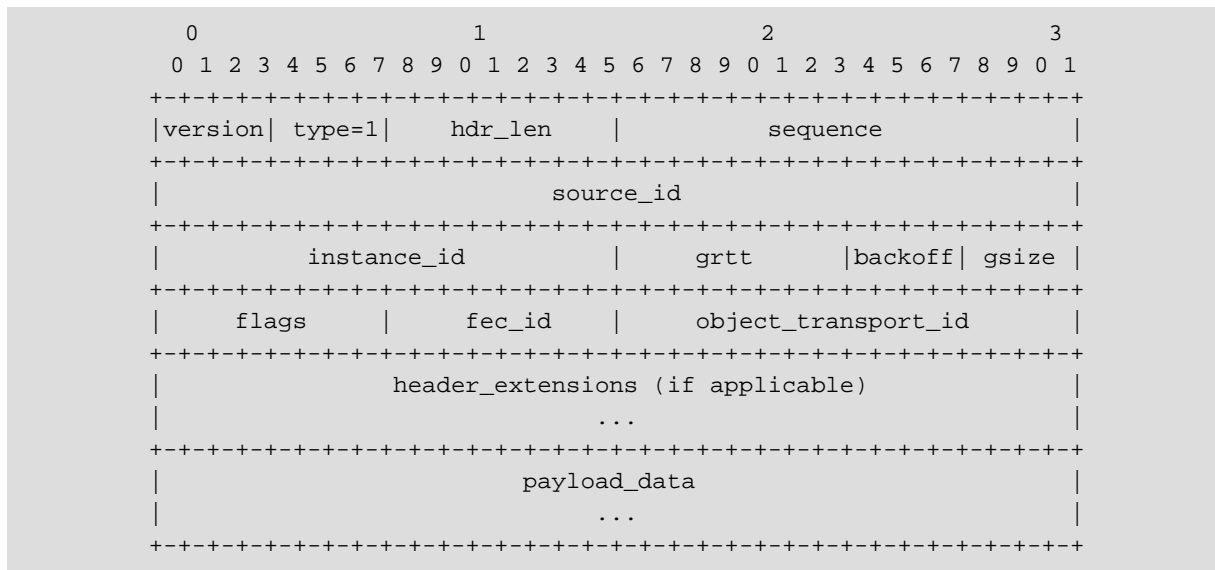 0                   1                   2                   3
0 1 2 3 4 5 6 7 8 9 0 1 2 3 4 5 6 7 8 9 0 1 2 3 4 5 6 7 8 9 0 1
+-+-+-+-+-+-+-+-+-+-+-+-+-+-+-+-+-+-+-+-+-+-+-+-+-+-+-+-+-+-+-+-+
|version| type=1|    hdr_len    |          sequence             |
+-+-+-+-+-+-+-+-+-+-+-+-+-+-+-+-+-+-+-+-+-+-+-+-+-+-+-+-+-+-+-+-+
|                           source_id                           |
+-+-+-+-+-+-+-+-+-+-+-+-+-+-+-+-+-+-+-+-+-+-+-+-+-+-+-+-+-+-+-+-+
|          instance_id          |     grtt      |backoff| gsize |
+-+-+-+-+-+-+-+-+-+-+-+-+-+-+-+-+-+-+-+-+-+-+-+-+-+-+-+-+-+-+-+-+
|     flags     |     fec_id    |     object_transport_id       |
+-+-+-+-+-+-+-+-+-+-+-+-+-+-+-+-+-+-+-+-+-+-+-+-+-+-+-+-+-+-+-+-+
|                header_extensions (if applicable)              |
|                              ...                              |
+-+-+-+-+-+-+-+-+-+-+-+-+-+-+-+-+-+-+-+-+-+-+-+-+-+-+-+-+-+-+-+-+
|                         payload_data                          |
|                              ...                              |
+-+-+-+-+-+-+-+-+-+-+-+-+-+-+-+-+-+-+-+-+-+-+-+-+-+-+-+-+-+-+-+-+